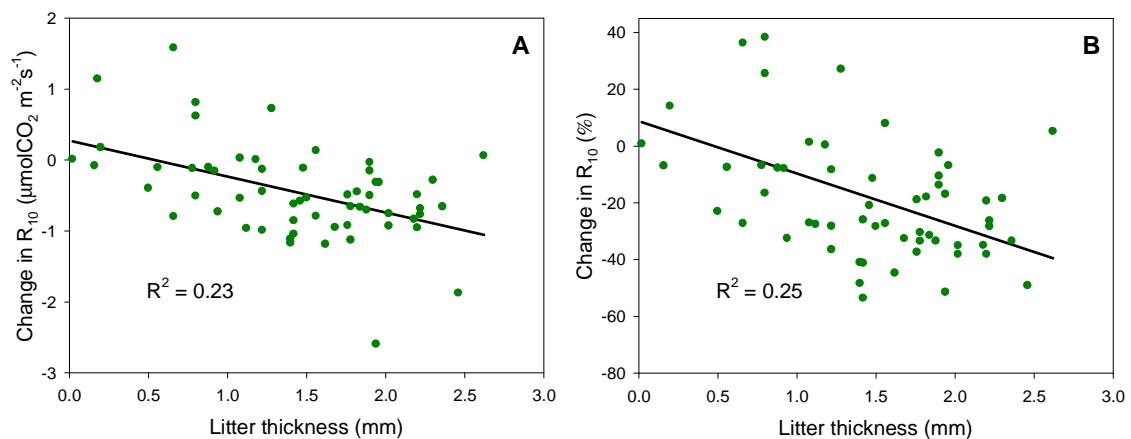 A
Change in R₁₀ (µmolCO₂ m⁻²s⁻¹)
2
1
0
-1
-2
-3
R² = 0.23
0.0 0.5 1.0 1.5 2.0 2.5 3.0
Litter thickness (mm)
B
Change in R₁₀ (%)
40
20
0
-20
-40
-60
-80
R² = 0.25
0.0 0.5 1.0 1.5 2.0 2.5 3.0
Litter thickness (mm)